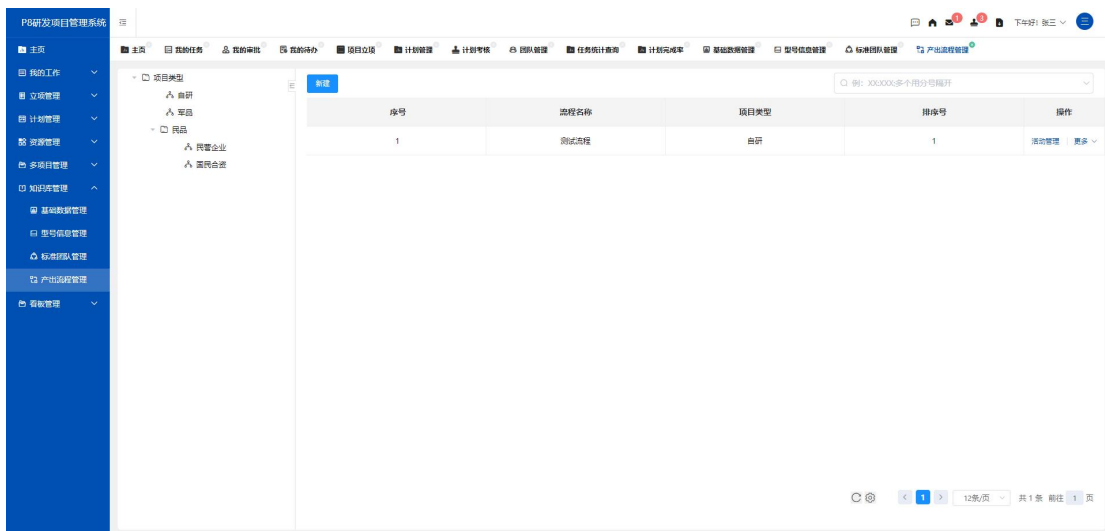 P8研发项目管理系统
0
3
下午好! 张三
三
主页
我的任务
我的审批
我的待办
项目立项
计划管理
计划考核
团队管理
任务统计查询
计划完成率
基础数据管理
型号信息管理
标准团队管理
产出流程管理
主页
我的工作
立项管理
计划管理
资源管理
多项目管理
知识库管理
基础数据管理
型号信息管理
标准团队管理
产出流程管理
看板管理
项目类型
自研
军品
民品
民营企业
国民合资
新建
例: XX;XXX;多个用分号隔开
序号 流程名称 项目类型 排序号 操作
1 测试流程 自研 1 活动管理 更多
1 12条/页 共 1 条 前往 1 页